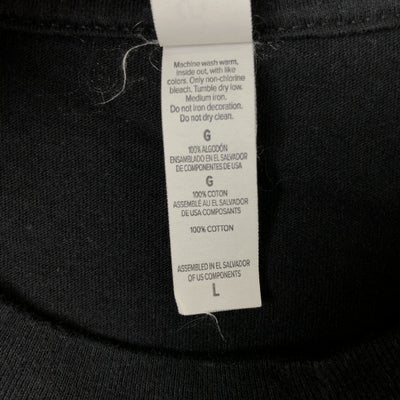 Machine wash warm,
inside out, with like
colors. Only non-chlorine
bleach. Tumble dry low.
Medium iron.
Do not iron decoration.
Do not dry clean.
G
100% ALGODÓN
ENSAMBLADO EN EL SALVADOR
DE COMPONENTES DE USA
G
100% COTON
ASSEMBLÉ AU EL SALVADOR
DE USA COMPOSANTS
100% COTTON
ASSEMBLED IN EL SALVADOR
OF US COMPONENTS
L